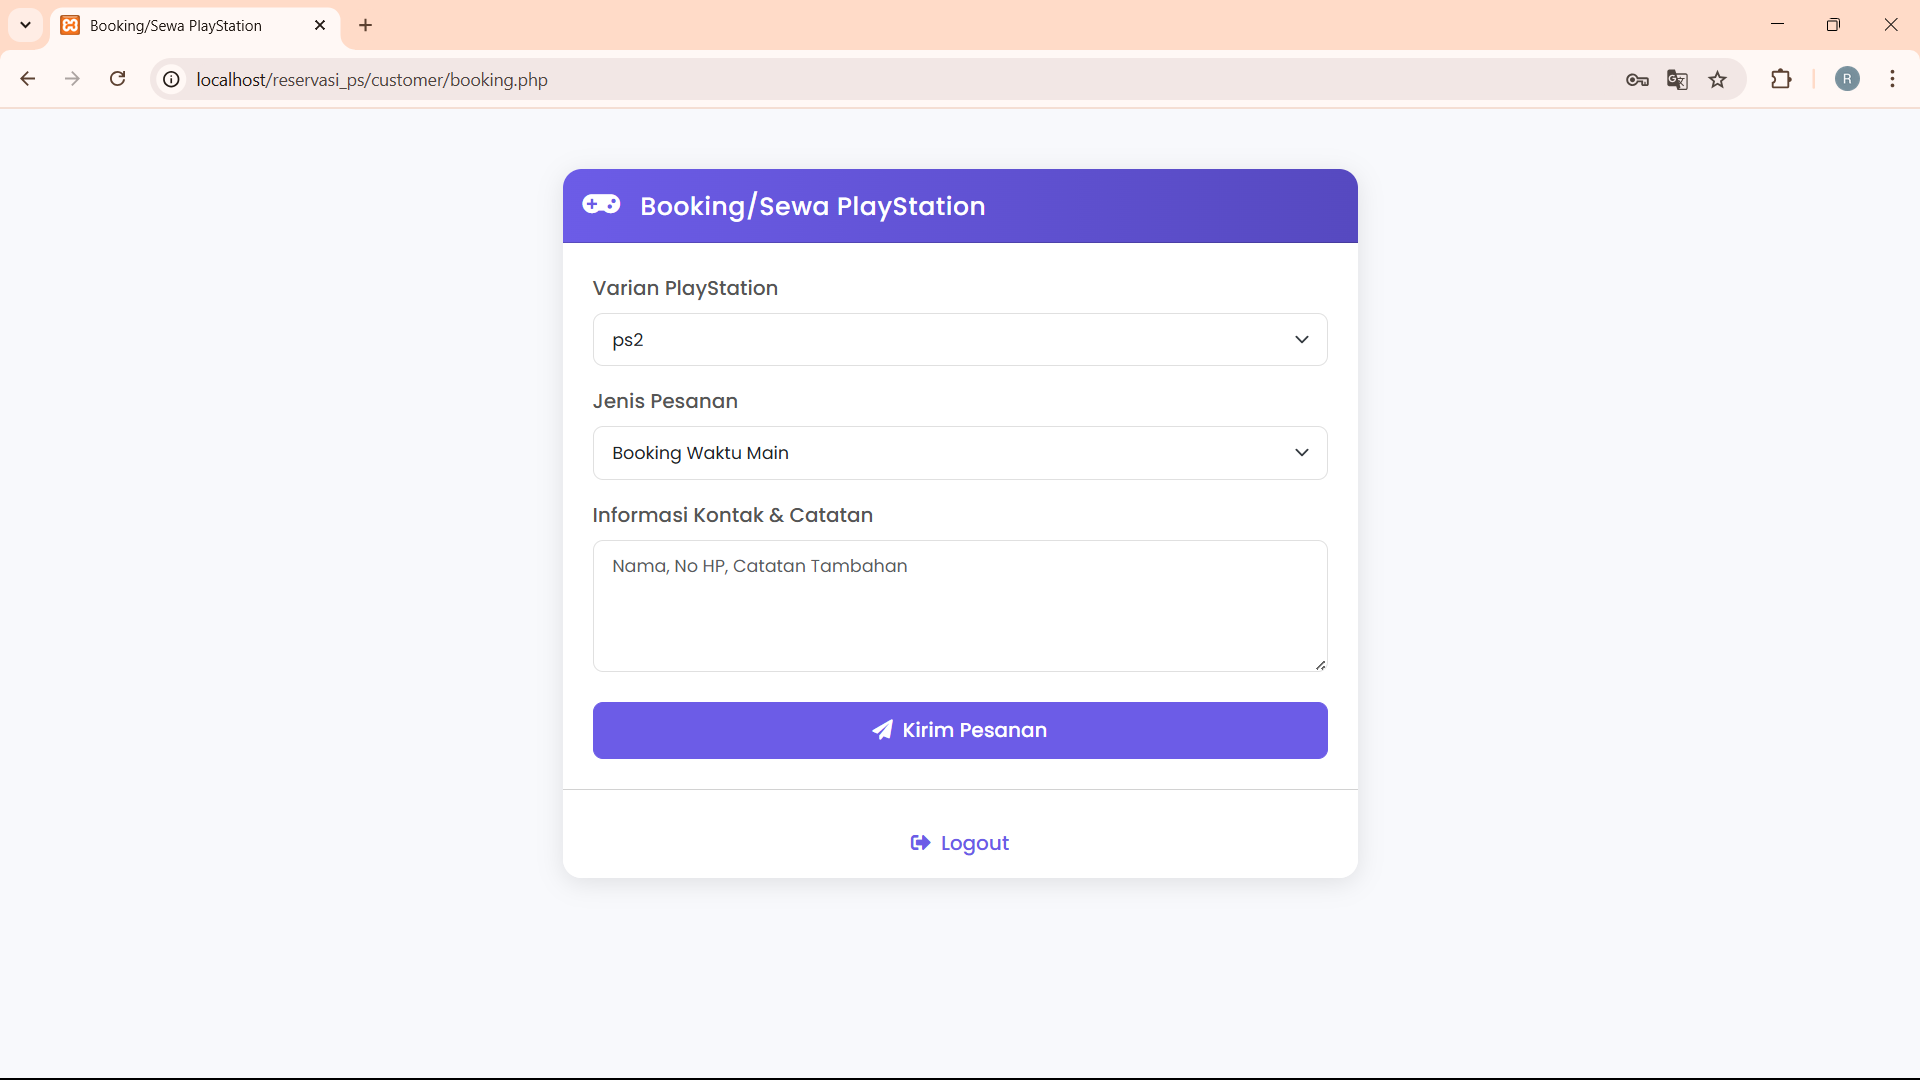 Booking/Sewa PlayStation
localhost/reservasi_ps/customer/booking.php
R
Booking/Sewa PlayStation
Varian PlayStation
ps2
Jenis Pesanan
Booking Waktu Main
Informasi Kontak & Catatan
Nama, No HP, Catatan Tambahan
Kirim Pesanan
Logout